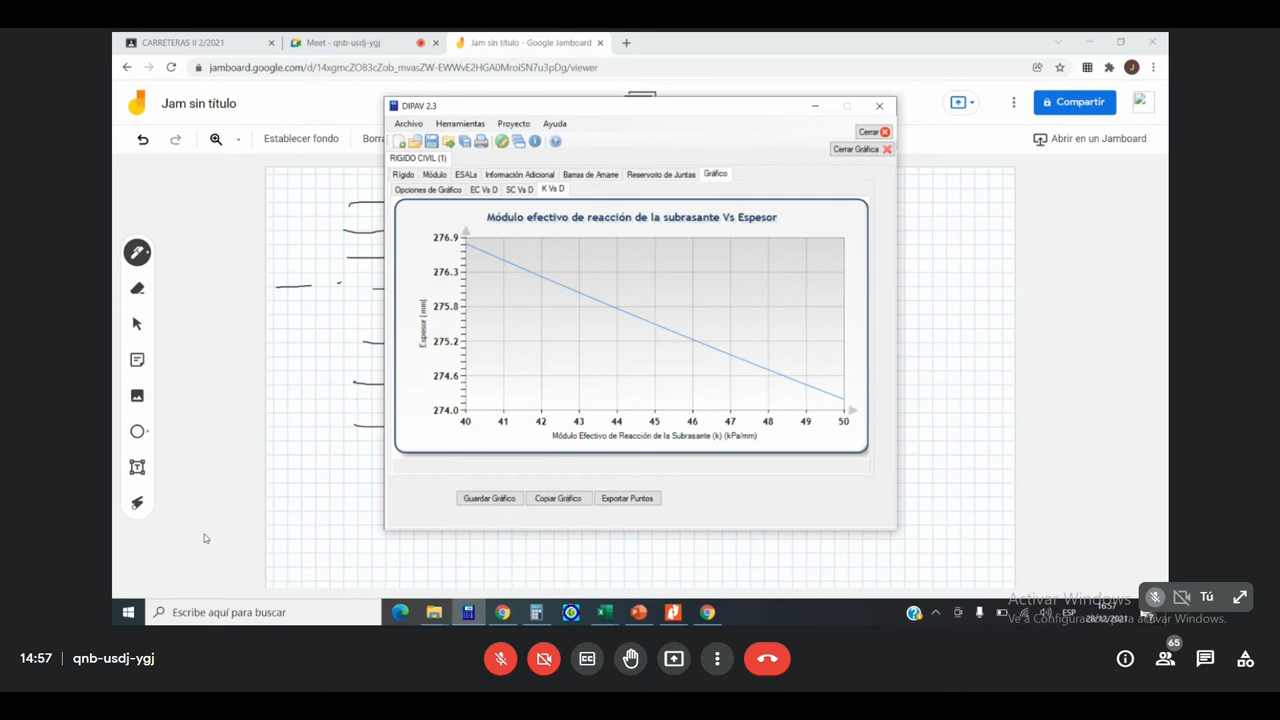 CARRETERAS II 2/2021
Meet - qnb-usdj-ygj
Jam sin título - Google Jamboard
jamboard.google.com/d/14xgmcZO83cZob_mvasZW-EWWvE2HGA0MroiSN7u3pDg/viewer
J
Jam sin título
Compartir
Establecer fondo
Borra
Abrir en un Jamboard
DIPAV 2.3
Archivo Herramientas Proyecto Ayuda
Cerrar
Cerrar Gráfica
RIGIDO CIVIL (1)
Rígido Módulo ESALs Información Adicional Barras de Amarre Reservorio de Juntas Gráfico
Opciones de Gráfico EC Vs D SC Vs D K Vs D
Módulo efectivo de reacción de la subrasante Vs Espesor
276.9
276.3
275.8
275.2
274.6
274.0
Espesor (mm)
40 41 42 43 44 45 46 47 48 49 50
Módulo Efectivo de Reacción de la Subrasante (k) (kPa/mm)
Guardar Gráfico Copiar Gráfico Exportar Puntos
Activar Windows
Ve a Configuración para activar Windows.
Tú
Escribe aquí para buscar
ESP
16:57
28/12/2021
14:57 | qnb-usdj-ygj
65